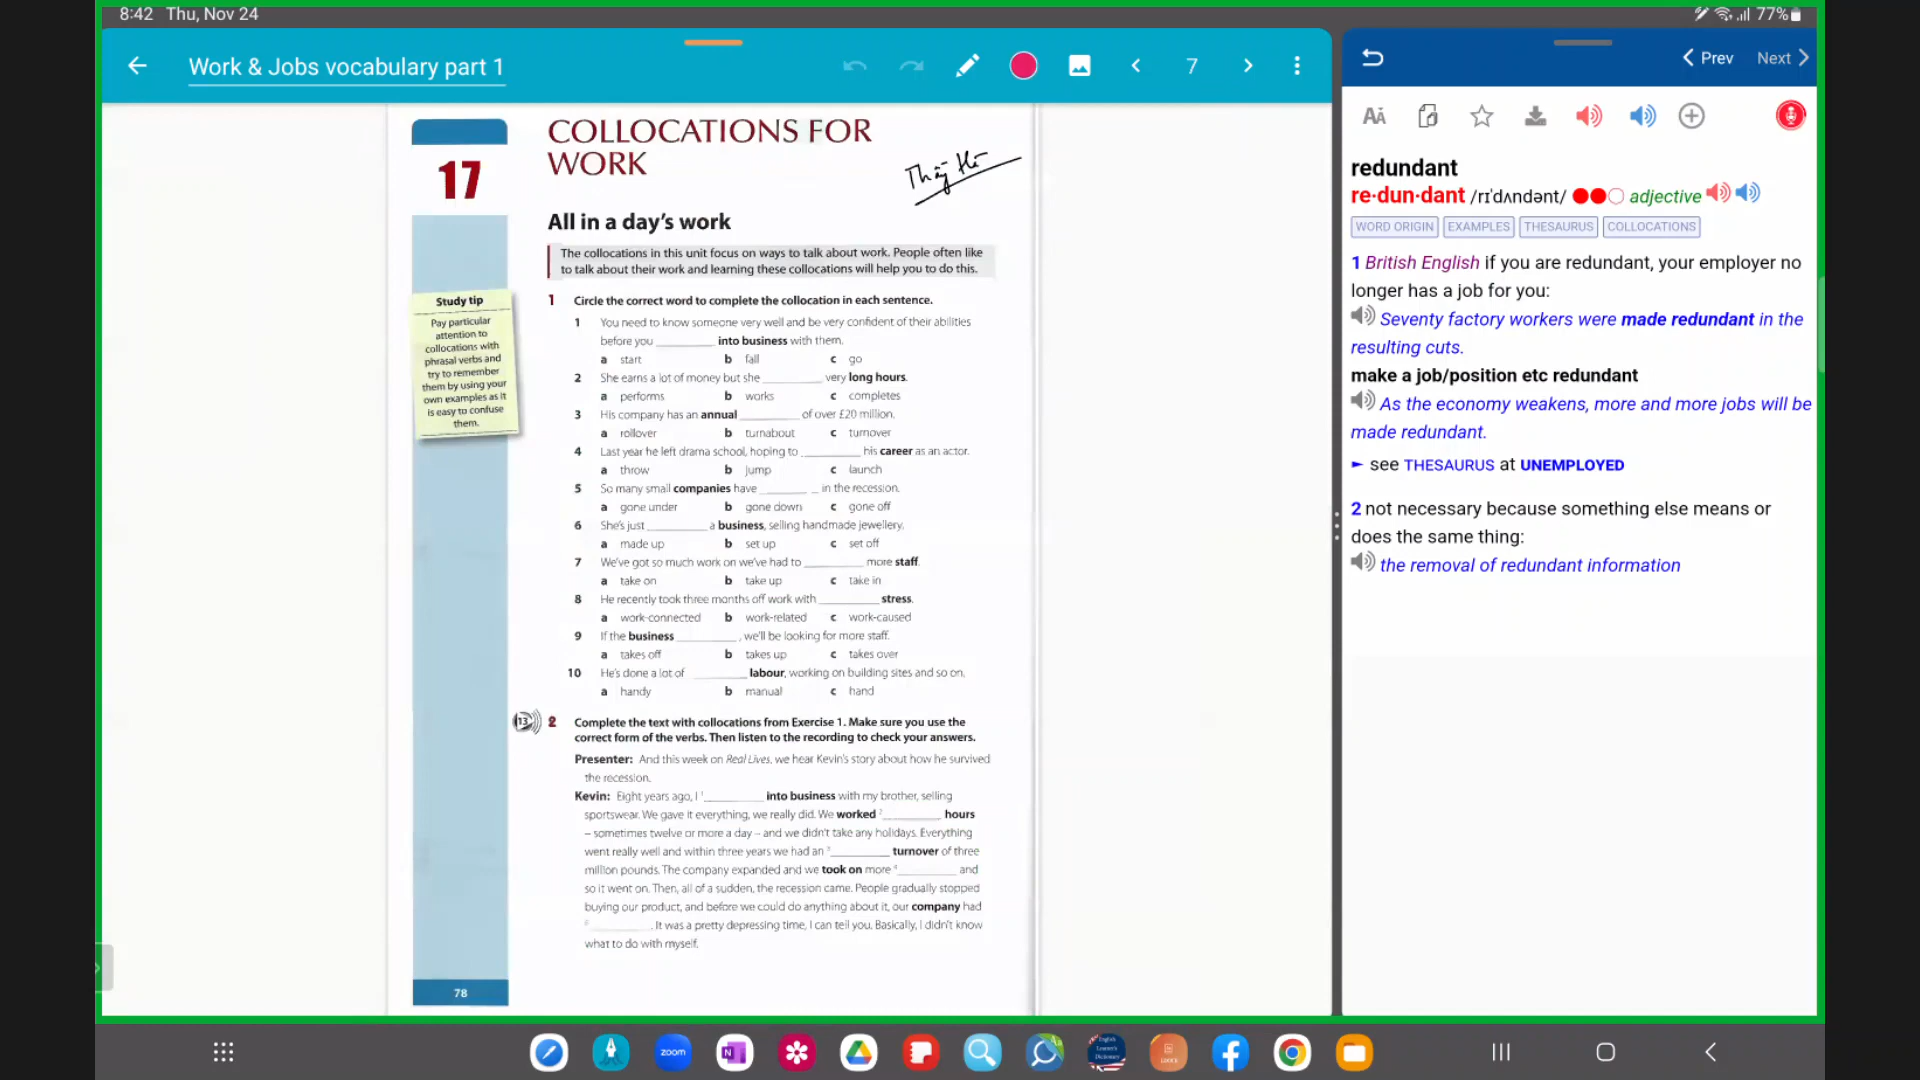 8:42 Thu, Nov 24
77%
Work & Jobs vocabulary part 1
7
Prev Next
17
COLLOCATIONS FOR
WORK
All in a day's work
The collocations in this unit focus on ways to talk about work. People often like
to talk about their work and learning these collocations will help you to do this.
Study tip
Pay particular
attention to
collocations with
phrasal verbs and
try to remember
them by using your
own examples as it
is easy to confuse
them.
1 Circle the correct word to complete the collocation in each sentence.
1 You need to know someone very well and be very confident of their abilities
before you __________ into business with them.
a start b fall c go
2 She earns a lot of money but she __________ very long hours.
a performs b works c completes
3 His company has an annual __________ of over £20 million.
a rollover b turnabout c turnover
4 Last year he left drama school, hoping to __________ his career as an actor.
a throw b jump c launch
5 So many small companies have __________ in the recession.
a gone under b gone down c gone off
6 She's just __________ a business, selling handmade jewellery.
a made up b set up c set off
7 We've got so much work on we've had to __________ more staff.
a take on b take up c take in
8 He recently took three months off work with __________ stress.
a work-connected b work-related c work-caused
9 If the business __________, we'll be looking for more staff.
a takes off b takes up c takes over
10 He's done a lot of __________ labour, working on building sites and so on.
a handy b manual c hand
13 2 Complete the text with collocations from Exercise 1. Make sure you use the
correct form of the verbs. Then listen to the recording to check your answers.
Presenter: And this week on Real Lives, we hear Kevin's story about how he survived
the recession.
Kevin: Eight years ago, I 1__________ into business with my brother, selling
sportswear. We gave it everything, we really did. We worked 2__________ hours
– sometimes twelve or more a day – and we didn't take any holidays. Everything
went really well and within three years we had an 3__________ turnover of three
million pounds. The company expanded and we took on more 4__________ and
so it went on. Then, all of a sudden, the recession came. People gradually stopped
buying our product, and before we could do anything about it, our company had
5__________. It was a pretty depressing time, I can tell you. Basically, I didn't know
what to do with myself.
78
redundant
re·dun·dant /rɪˈdʌndənt/ adjective
WORD ORIGIN EXAMPLES THESAURUS COLLOCATIONS
1 British English if you are redundant, your employer no
longer has a job for you:
Seventy factory workers were made redundant in the
resulting cuts.
make a job/position etc redundant
As the economy weakens, more and more jobs will be
made redundant.
► see THESAURUS at UNEMPLOYED
2 not necessary because something else means or
does the same thing:
the removal of redundant information
zoom